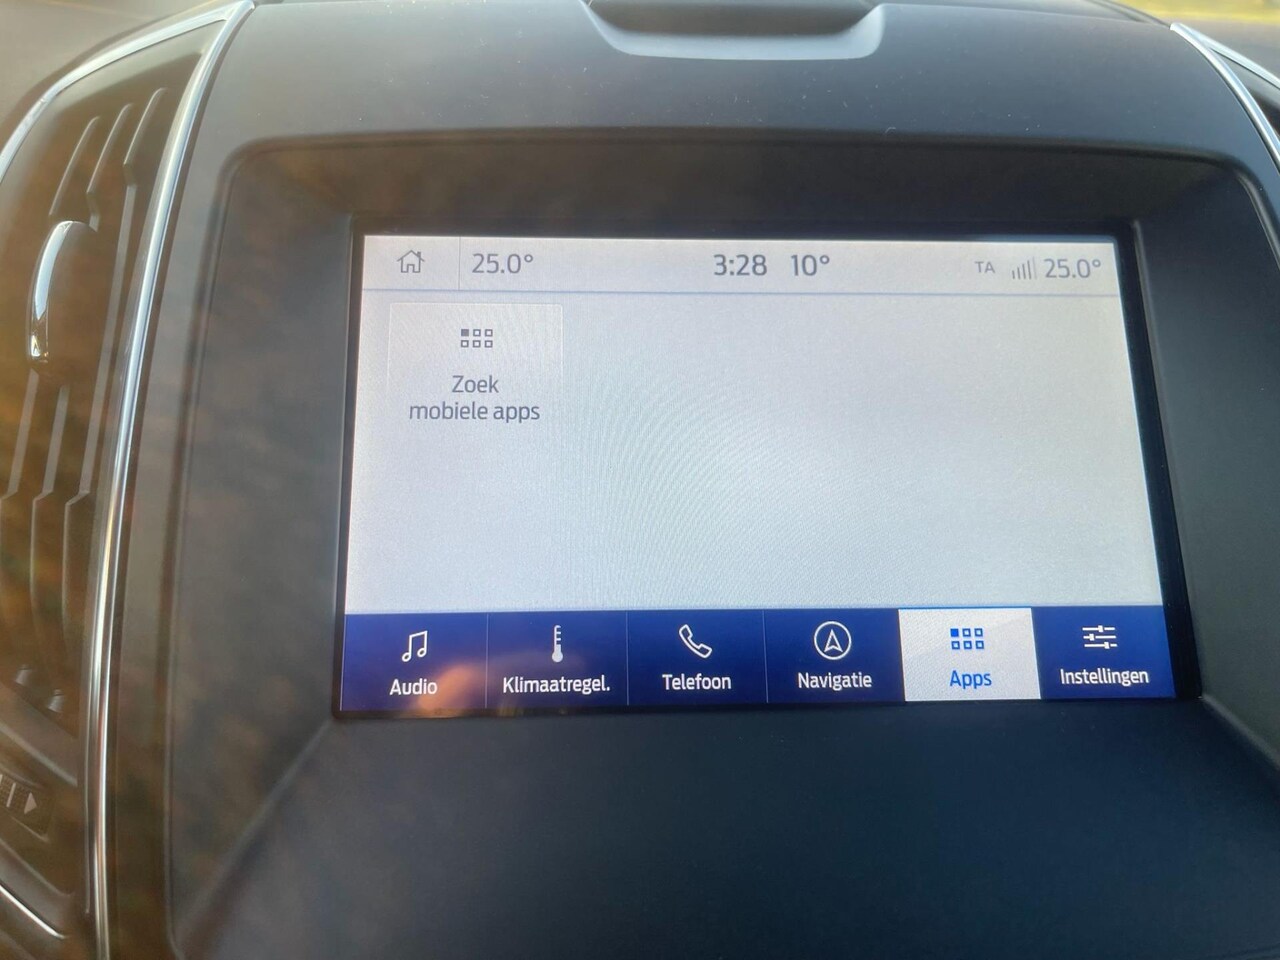 25.0° 3:28 10° TA 25.0°
Zoek
mobiele apps
Audio Klimaatregel. Telefoon Navigatie Apps Instellingen